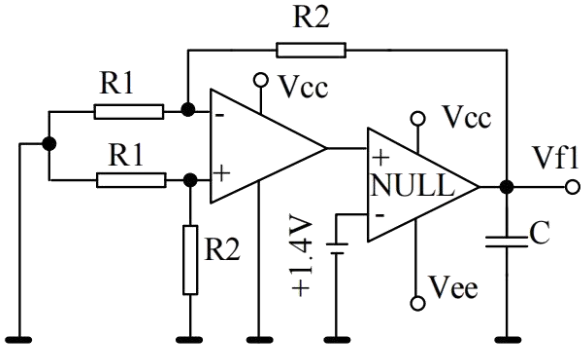 R2
R1
-
Vcc
Vcc
R1
+
+
NULL
Vf1
-
R2
+1.4V
C
Vee